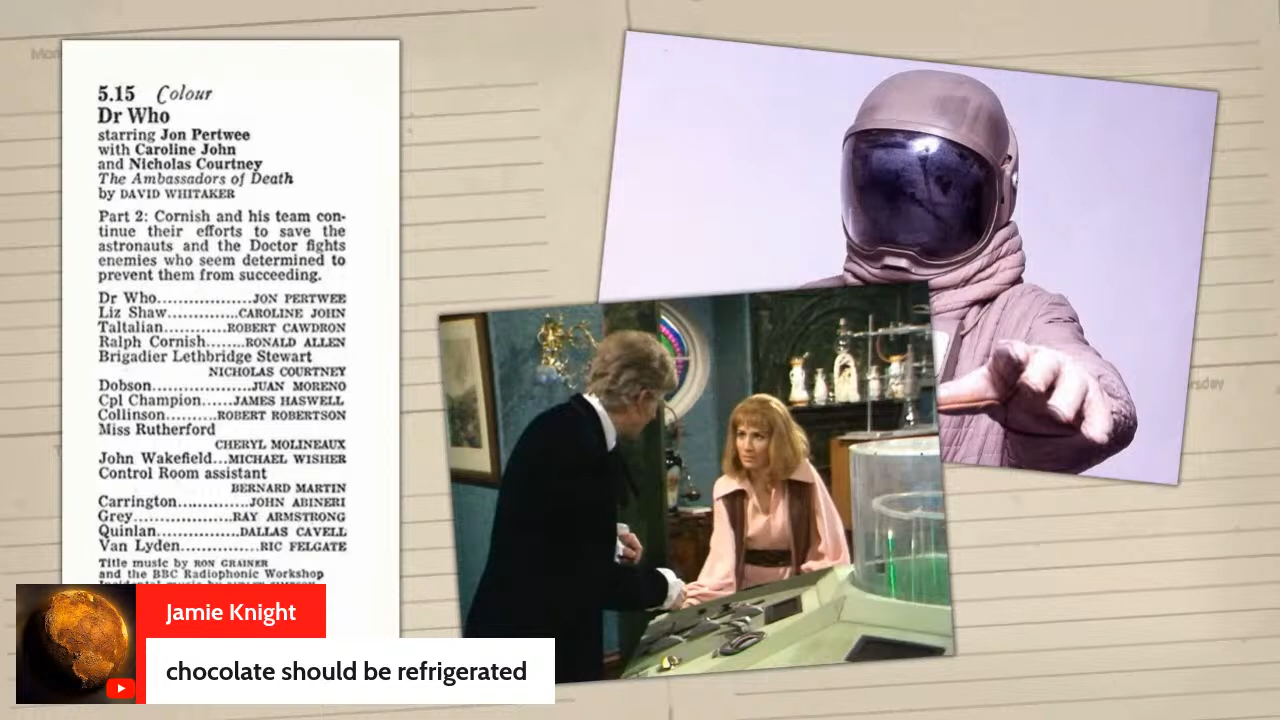 5.15 Colour
Dr Who
starring Jon Pertwee
with Caroline John
and Nicholas Courtney
The Ambassadors of Death
by DAVID WHITAKER
Part 2: Cornish and his team con-
tinue their efforts to save the
astronauts and the Doctor fights
enemies who seem determined to
prevent them from succeeding.
Dr Who..................JON PERTWEE
Liz Shaw...........CAROLINE JOHN
Taltalian...........ROBERT CAWDRON
Ralph Cornish.......RONALD ALLEN
Brigadier Lethbridge Stewart
NICHOLAS COURTNEY
Dobson...................JUAN MORENO
Cpl Champion......JAMES HASWELL
Collinson.........ROBERT ROBERTSON
Miss Rutherford
CHERYL MOLINEAUX
John Wakefield...MICHAEL WISHER
Control Room assistant
BERNARD MARTIN
Carrington.............JOHN ABINERI
Grey...................RAY ARMSTRONG
Quinlan................DALLAS CAVELL
Van Lyden..............RIC FELGATE
Title music by RON GRAINER
and the BBC Radiophonic Workshop
Jamie Knight
chocolate should be refrigerated